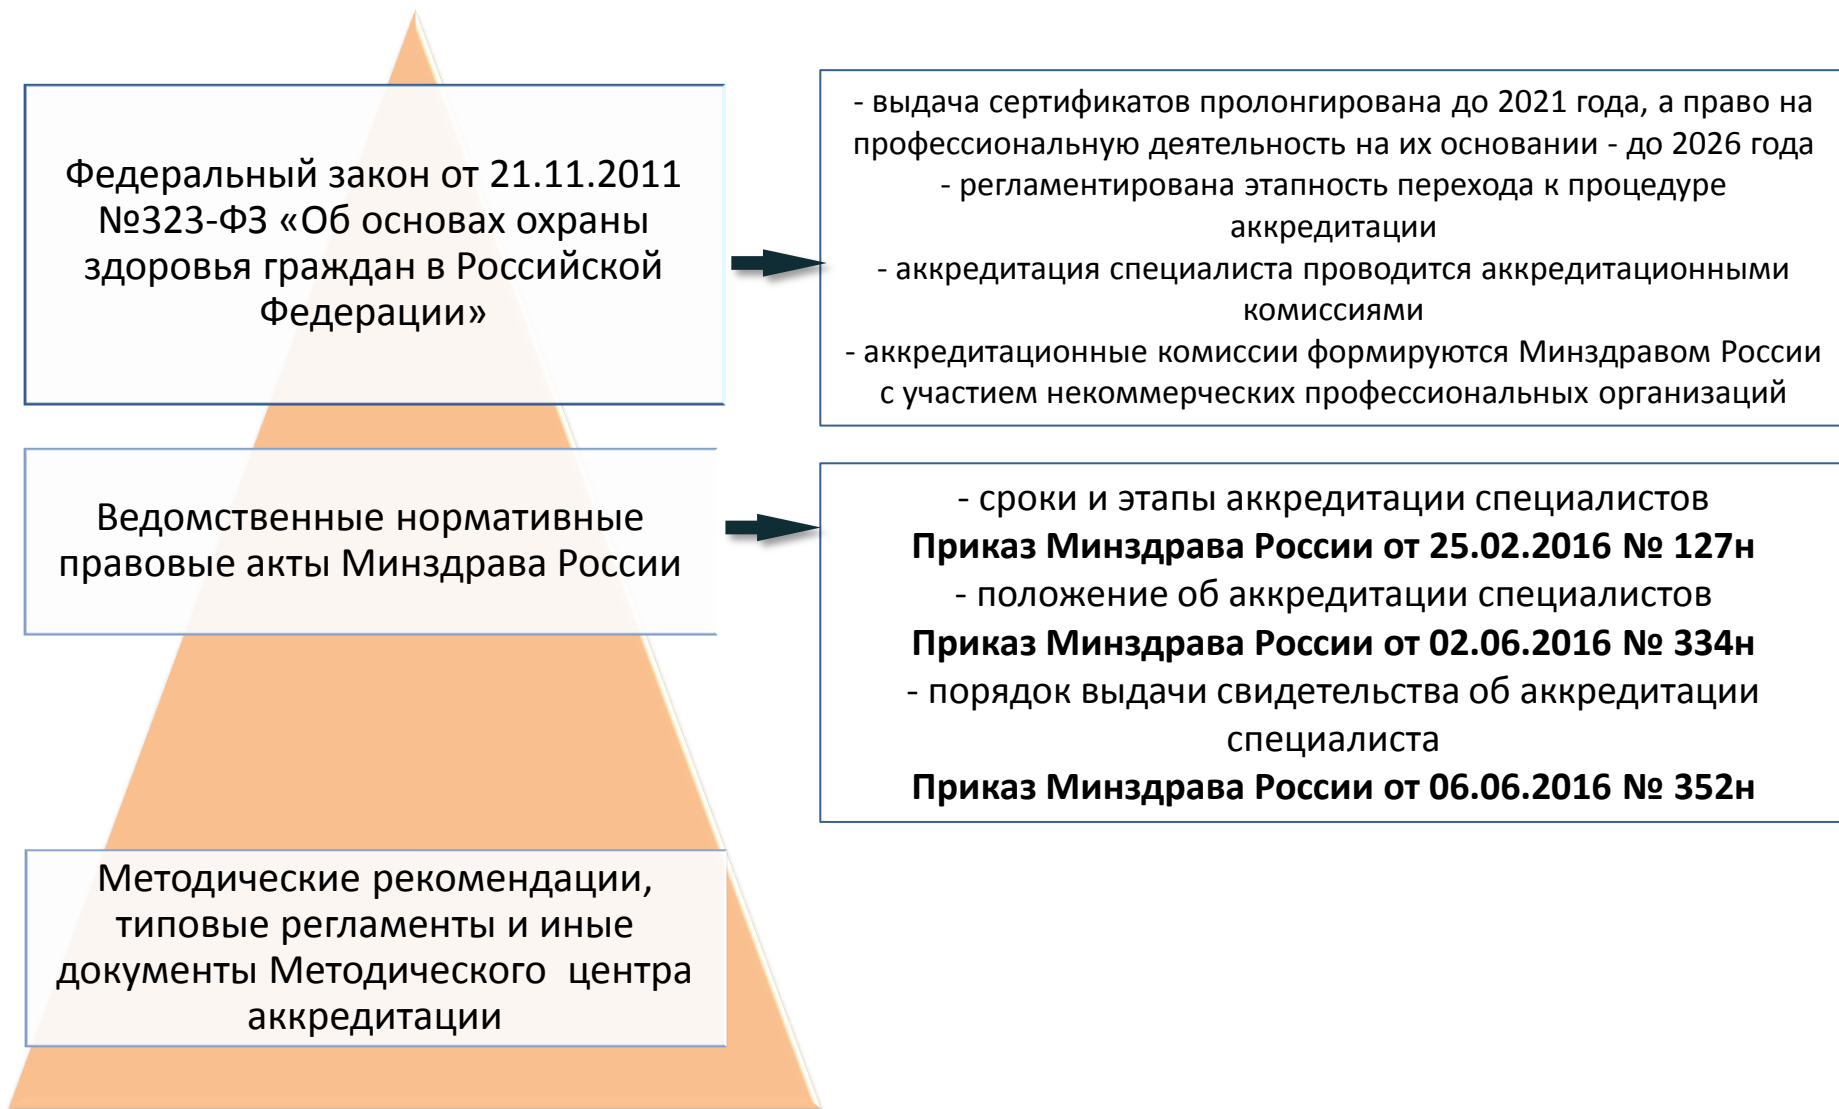 Федеральный закон от 21.11.2011
№323-ФЗ «Об основах охраны
здоровья граждан в Российской
Федерации»
- выдача сертификатов пролонгирована до 2021 года, а право на
профессиональную деятельность на их основании - до 2026 года
- регламентирована этапность перехода к процедуре
аккредитации
- аккредитация специалиста проводится аккредитационными
комиссиями
- аккредитационные комиссии формируются Минздравом России
с участием некоммерческих профессиональных организаций
Ведомственные нормативные
правовые акты Минздрава России
- сроки и этапы аккредитации специалистов
Приказ Минздрава России от 25.02.2016 № 127н
- положение об аккредитации специалистов
Приказ Минздрава России от 02.06.2016 № 334н
- порядок выдачи свидетельства об аккредитации
специалиста
Приказ Минздрава России от 06.06.2016 № 352н
Методические рекомендации,
типовые регламенты и иные
документы Методического  центра
аккредитации